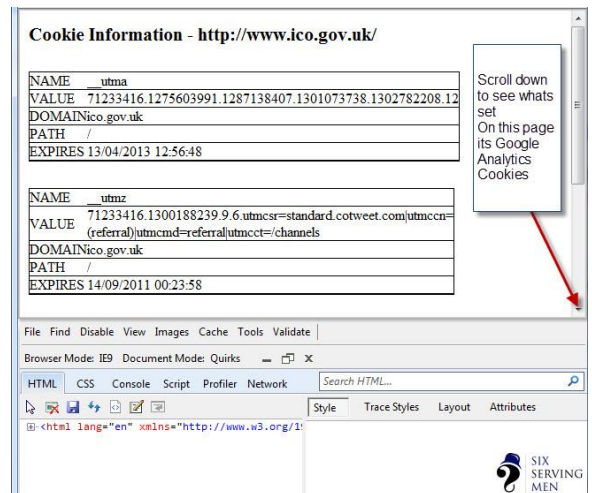 Cookie Information - http://www.ico.gov.uk/
NAME __utma
VALUE 71233416.1275603991.1287138407.1301073738.1302782208.12
DOMAIN ico.gov.uk
PATH /
EXPIRES 13/04/2013 12:56:48
NAME __utmz
VALUE 71233416.1300188239.9.6.utmcsr=standard.cotweet.com|utmccn=
(referral)|utmcmd=referral|utmcct=/channels
DOMAIN ico.gov.uk
PATH /
EXPIRES 14/09/2011 00:23:58
Scroll down
to see whats
set
On this page
its Google
Analytics
Cookies
File Find Disable View Images Cache Tools Validate
Browser Mode: IE9 Document Mode: Quirks
HTML CSS Console Script Profiler Network Search HTML...
Style Trace Styles Layout Attributes
<html lang="en" xmlns="http://www.w3.org/19
SIX
SERVING
MEN